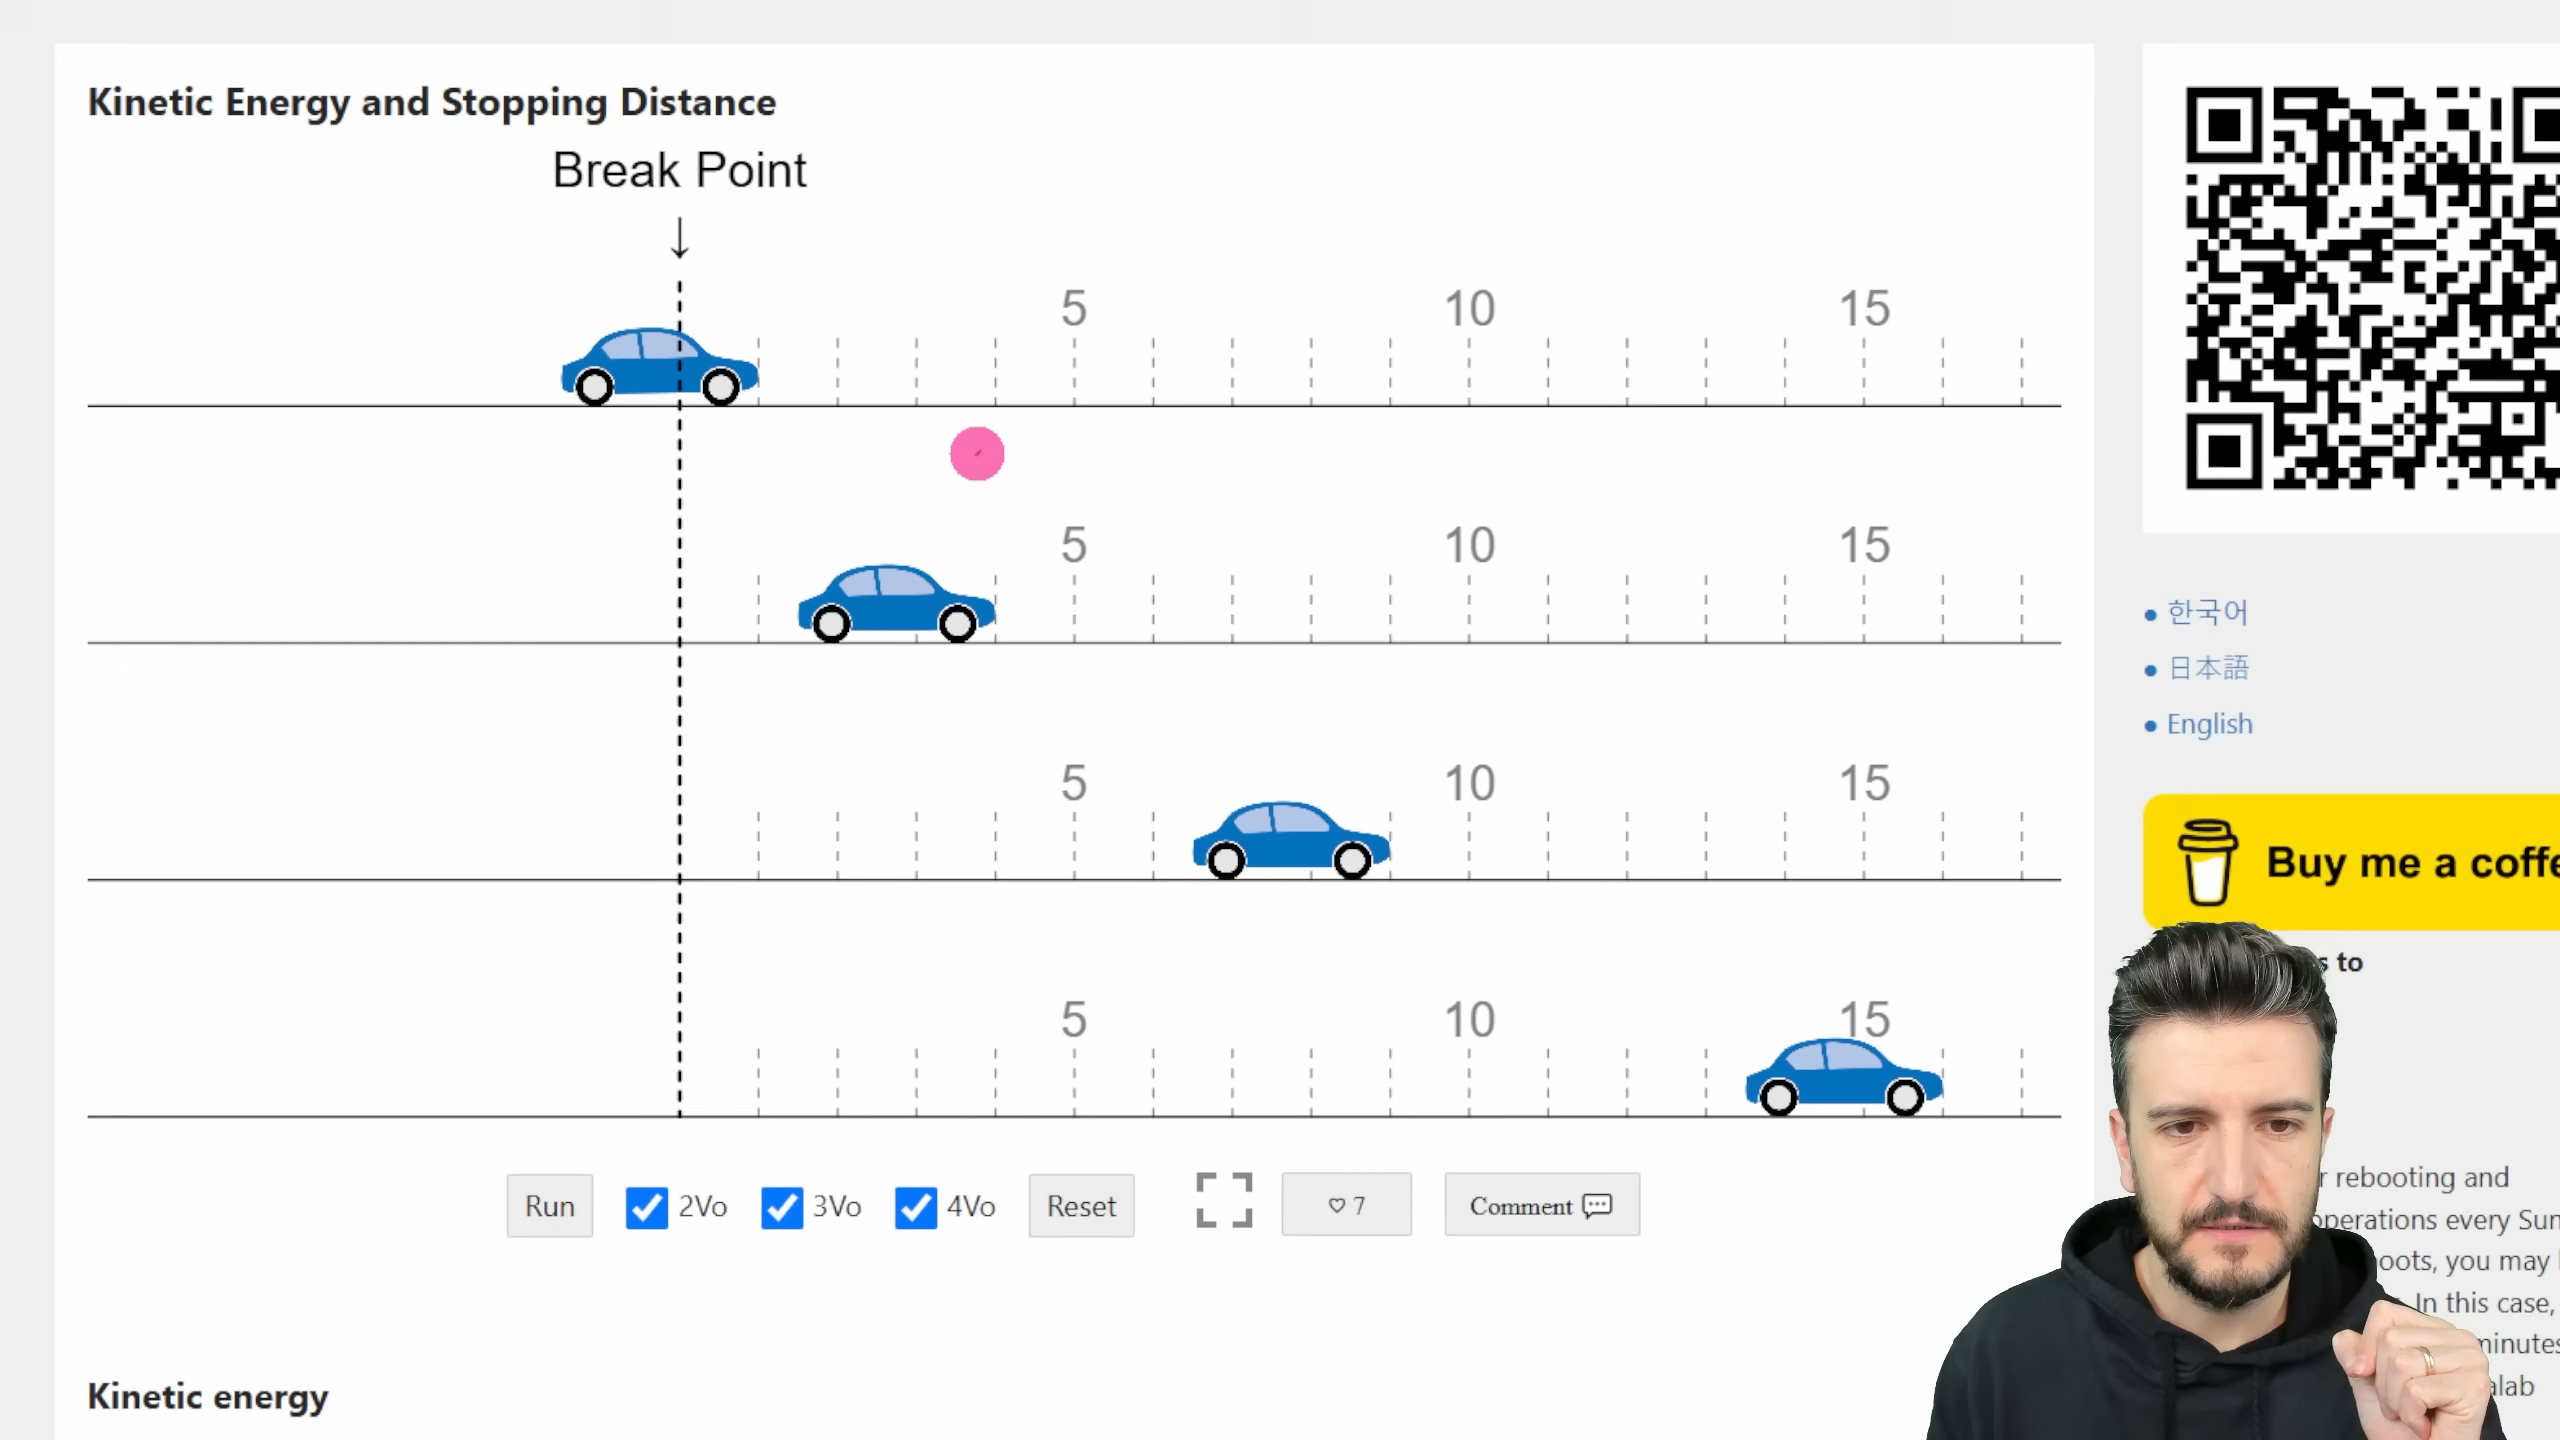 Kinetic Energy and Stopping Distance
Break Point
↓
5 10 15
5 10 15
5 10 15
5 10 15
Run 2Vo 3Vo 4Vo Reset ♡ 7 Comment
Kinetic energy
• 한국어
• 日本語
• English
Buy me a coffe
s to
r rebooting and
operations every Sun
oots, you may
. In this case,
minutes
alab